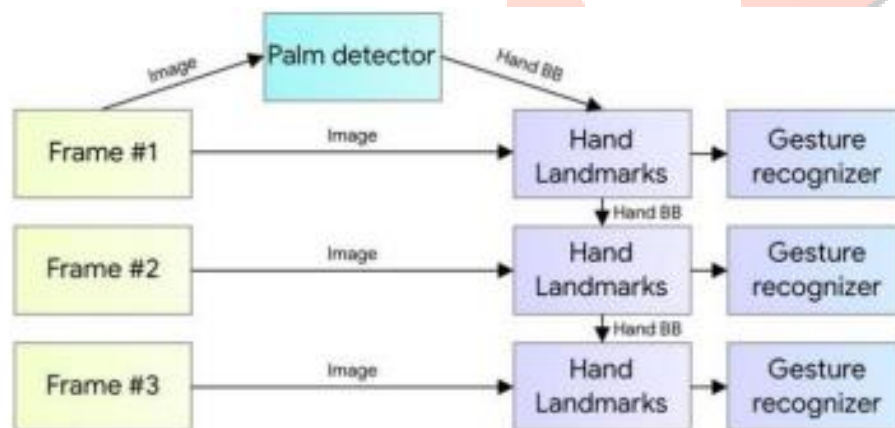 Palm detector
Image
Hand BB
Frame #1
Image
Hand
Landmarks
Gesture
recognizer
Hand BB
Frame #2
Image
Hand
Landmarks
Gesture
recognizer
Hand BB
Frame #3
Image
Hand
Landmarks
Gesture
recognizer